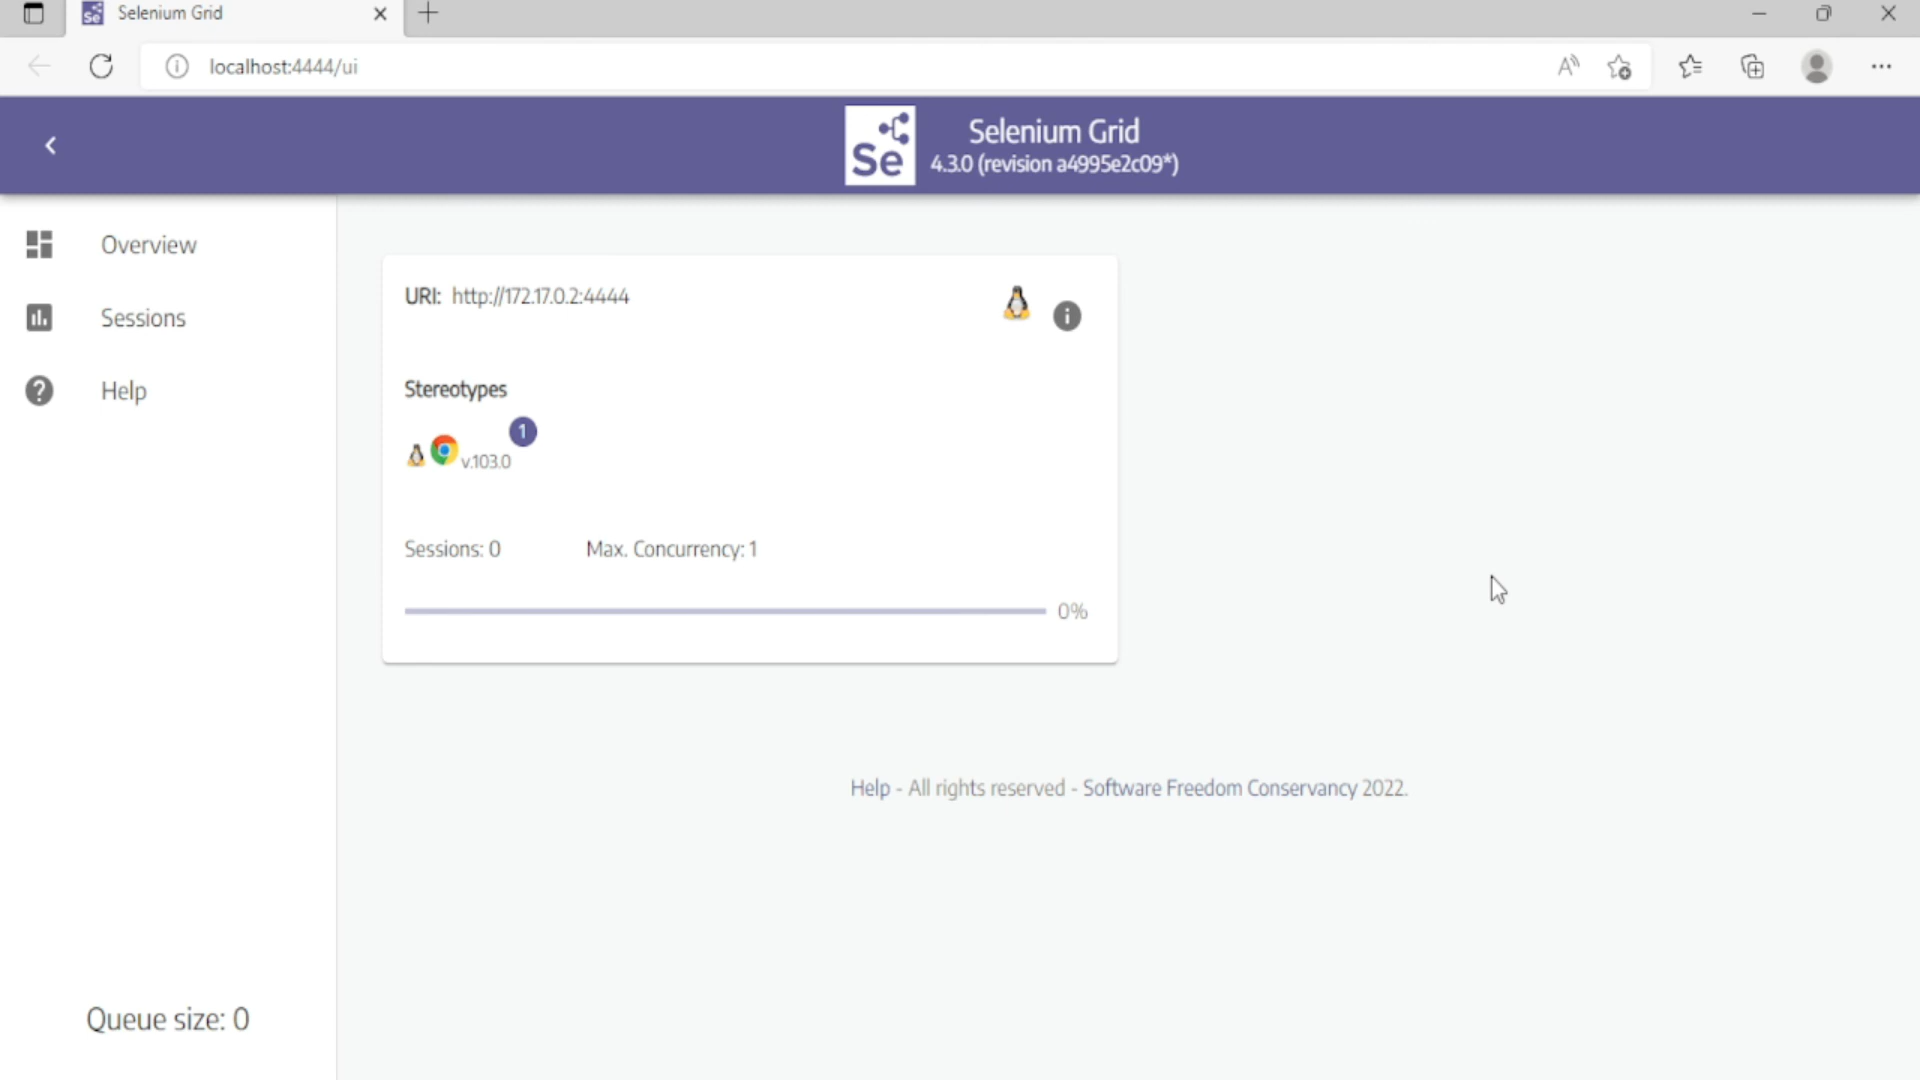 Selenium Grid
localhost:4444/ui
Se
Selenium Grid
4.3.0 (revision a4995e2c09*)
Overview
Sessions
Help
URI: http://172.17.0.2:4444
Stereotypes
1
v.103.0
Sessions: 0 Max. Concurrency: 1
0%
Help - All rights reserved - Software Freedom Conservancy 2022.
Queue size: 0